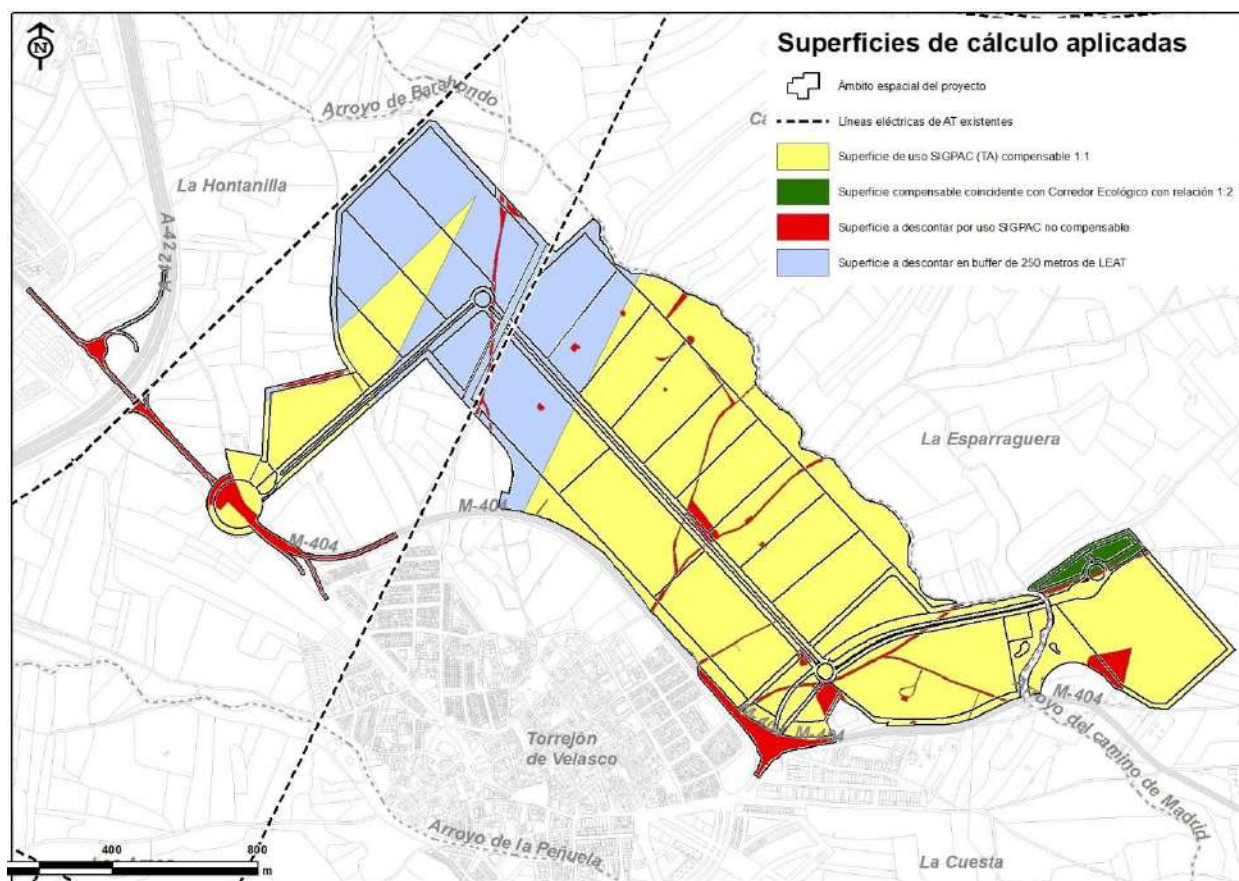 N
Superficies de cálculo aplicadas
Ámbito espacial del proyecto
Líneas eléctricas de AT existentes
Superficie de uso SIGPAC (TA) compensable 1:1
Superficie compensable coincidente con Corredor Ecológico con relación 1:2
Superficie a descontar por uso SIGPAC no compensable
Superficie a descontar en buffer de 250 metros de LEAT
Arroyo de Barahondo
La Hontanilla
La Esparraguera
M-404
M-404
M-404
M-404
Torrejón
de Velasco
Arroyo del camino de Madrid
Arroyo de la Peñuela
La Cuesta
400
800
m